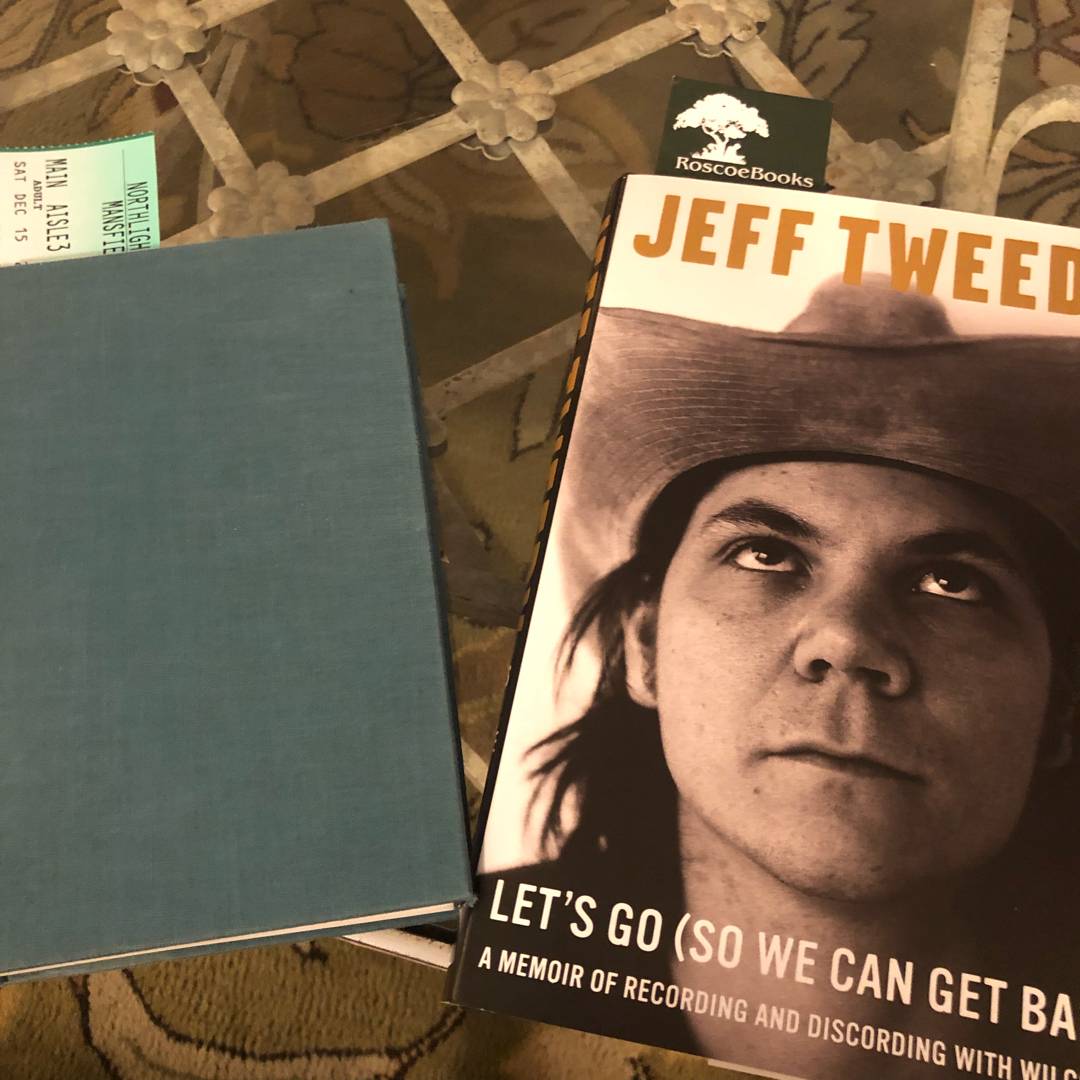 NORTHLIGH
MANSFIE
MAIN AISLE3
ADULT
SAT DEC 15
RoscoeBooks
JEFF TWEED
LET'S GO (SO WE CAN GET BA
A MEMOIR OF RECORDING AND DISCORDING WITH WILC